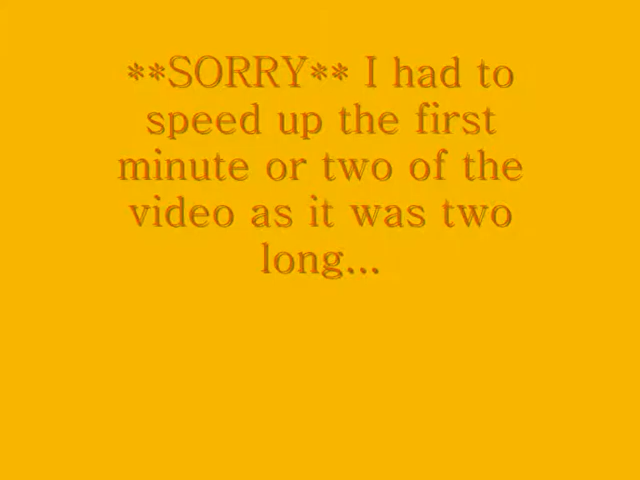 **SORRY** I had to
speed up the first
minute or two of the
video as it was two
long...